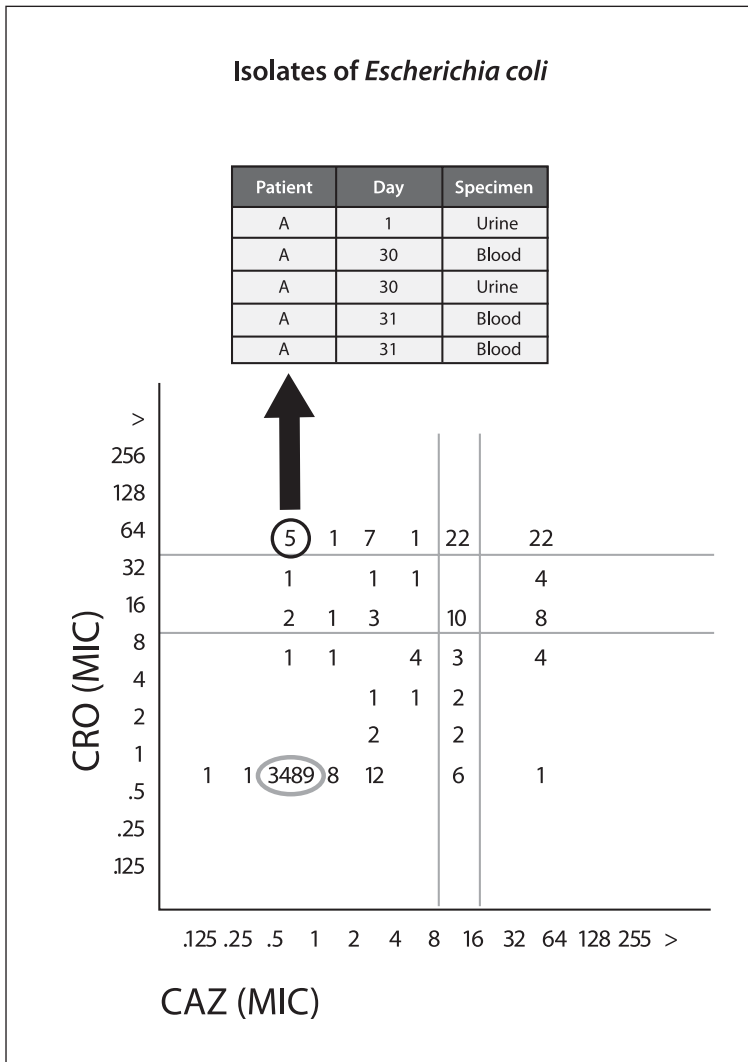 Isolates of Escherichia coli
Patient Day Specimen
A 1 Urine
A 30 Blood
A 30 Urine
A 31 Blood
A 31 Blood
>
256
128
64
5 1 7 1 22 22
32
1 1 1 4
16
2 1 3 10 8
8
1 1 4 3 4
4
1 1 2
2
2 2
1
1 1 3489 8 12 6 1
.5
.25
.125
CRO (MIC)
.125 .25 .5 1 2 4 8 16 32 64 128 255 >
CAZ (MIC)